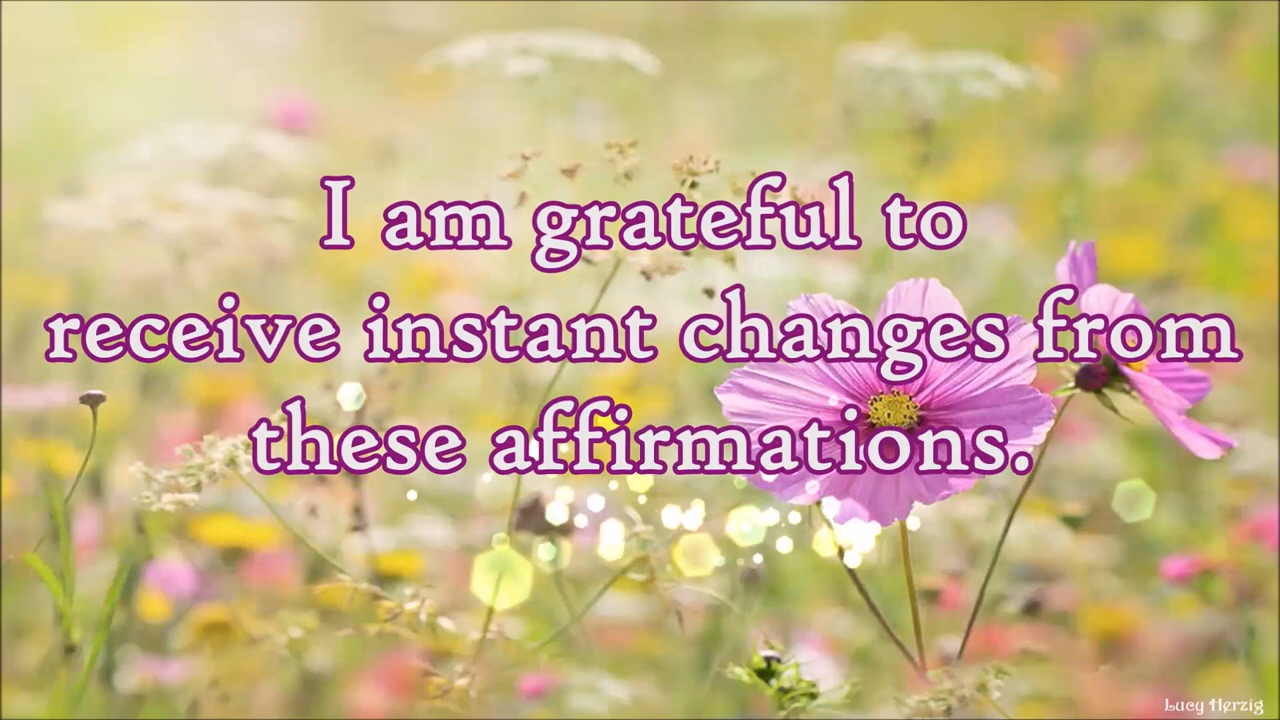 I am grateful to
receive instant changes from
these affirmations.
Lucy Herzig